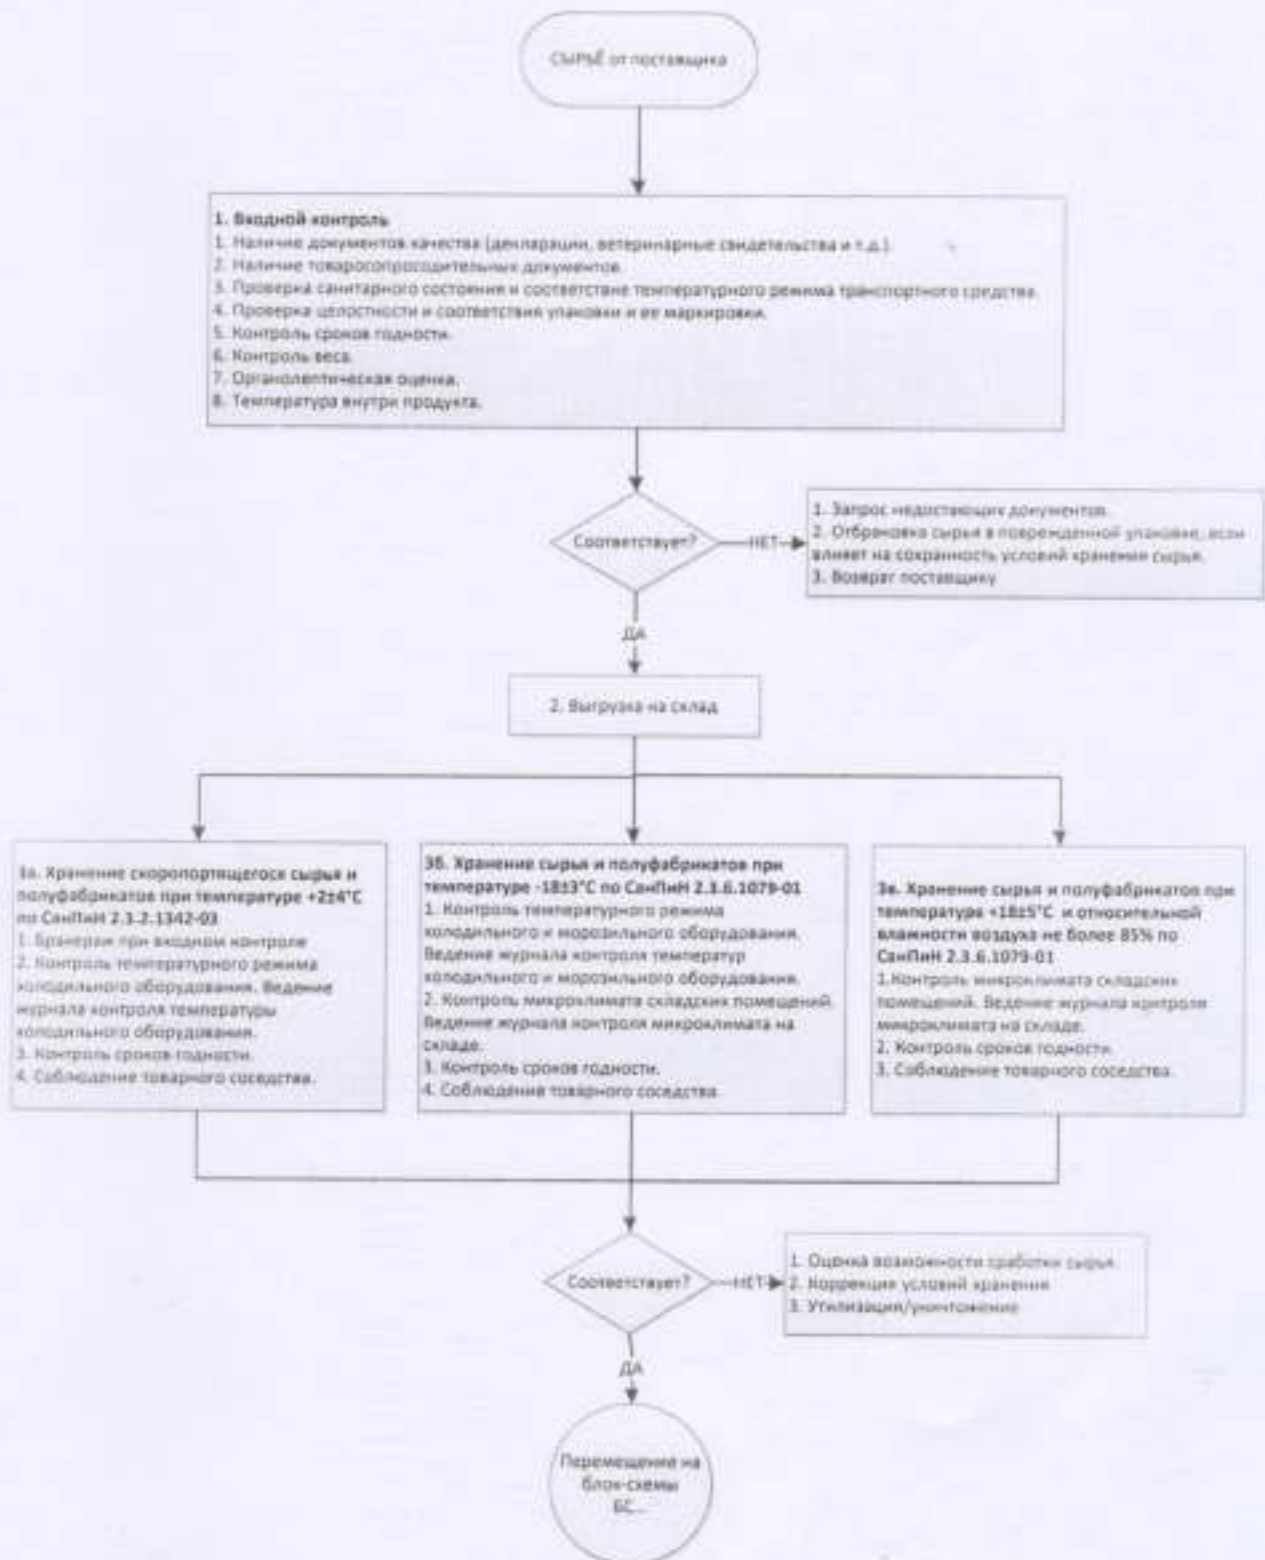 СЫРЬЁ от поставщика
1. Входной контроль
1. Наличие документов качества (декларации, ветеринарные свидетельства и т.д.).
2. Наличие товаросопроводительных документов.
3. Проверка санитарного состояния и соответствие температурного режима транспортного средства.
4. Проверка целостности и соответствия упаковки и ее маркировки.
5. Контроль сроков годности.
6. Контроль веса.
7. Органолептическая оценка.
8. Температура внутри продукта.
Соответствует?
НЕТ
1. Запрос недостающих документов.
2. Отбраковка сырья в поврежденной упаковке, если
влияет на сохранность условий хранения сырья.
3. Возврат поставщику
ДА
2. Выгрузка на склад
3а. Хранение скоропортящегося сырья и
полуфабрикатов при температуре +2±4°С
по СанПиН 2.3.2.1342-03
1. Бракераж при входном контроле
2. Контроль температурного режима
холодильного оборудования. Ведение
журнала контроля температуры
холодильного оборудования.
3. Контроль сроков годности.
4. Соблюдение товарного соседства.
3б. Хранение сырья и полуфабрикатов при
температуре -18±3°С по СанПиН 2.3.6.1079-01
1. Контроль температурного режима
холодильного и морозильного оборудования.
Ведение журнала контроля температур
холодильного и морозильного оборудования.
2. Контроль микроклимата складских помещений.
Ведение журнала контроля микроклимата на
складе.
3. Контроль сроков годности.
4. Соблюдение товарного соседства.
3в. Хранение сырья и полуфабрикатов при
температуре +18±5°С и относительной
влажности воздуха не более 85% по
СанПиН 2.3.6.1079-01
1.Контроль микроклимата складских
помещений. Ведение журнала контроля
микроклимата на складе.
2. Контроль сроков годности.
3. Соблюдение товарного соседства.
Соответствует?
НЕТ
1. Оценка возможности сработки сырья.
2. Коррекция условий хранения
3. Утилизация/уничтожение
ДА
Перемещение на
блок-схемы
БС...